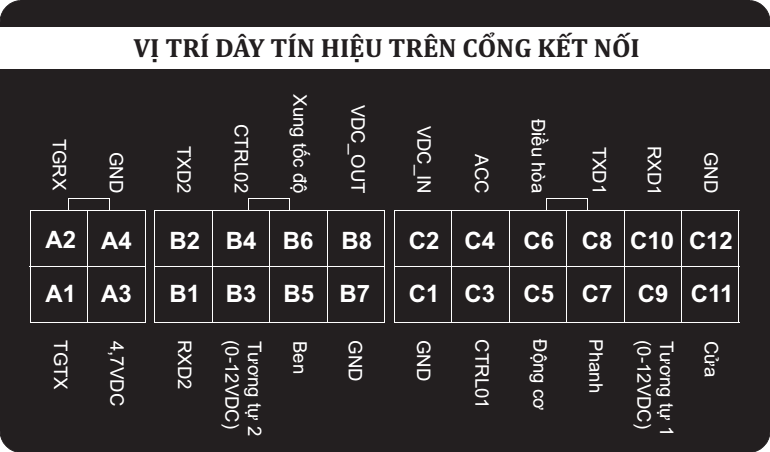 VỊ TRÍ DÂY TÍN HIỆU TRÊN CỔNG KẾT NỐI
TGRX GND TXD2 CTRL02 Xung tốc độ VDC_OUT VDC_IN ACC Điều hòa TXD1 RXD1 GND
A2 A4 B2 B4 B6 B8 C2 C4 C6 C8 C10 C12
A1 A3 B1 B3 B5 B7 C1 C3 C5 C7 C9 C11
TGTX 4,7VDC RXD2 Tương tự 2 (0-12VDC) Ben GND GND CTRL01 Động cơ Phanh Tương tự 1 (0-12VDC) Cửa